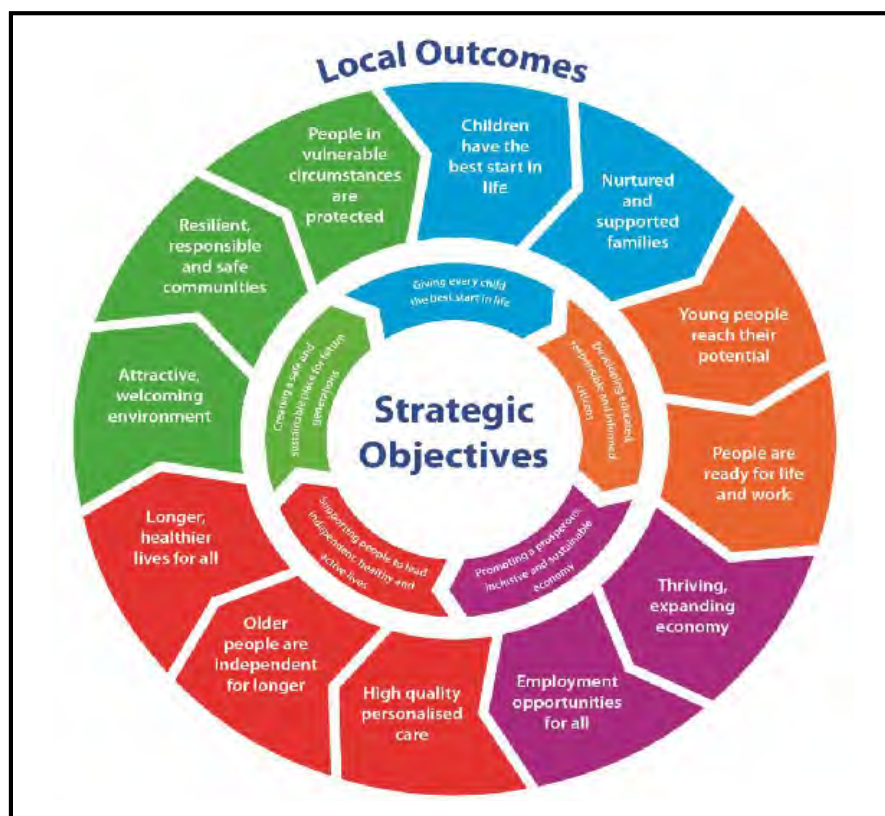 Local Outcomes
Children
have the
best start in
life
Nurtured
and
supported
families
Young people
reach their
potential
People are
ready for life
and work
Thriving,
expanding
economy
Employment
opportunities
for all
High quality
personalised
care
Older
people are
independent
for longer
Longer,
healthier
lives for all
Attractive,
welcoming
environment
Resilient,
responsible
and safe
communities
People in
vulnerable
circumstances
are
protected
Strategic
Objectives
Giving every child
the best start in life
Developing educated,
responsible and informed
citizens
Promoting a prosperous,
inclusive and sustainable
economy
Supporting people to lead
independent, healthy and
active lives
Creating a safe and
sustainable place for future
generations